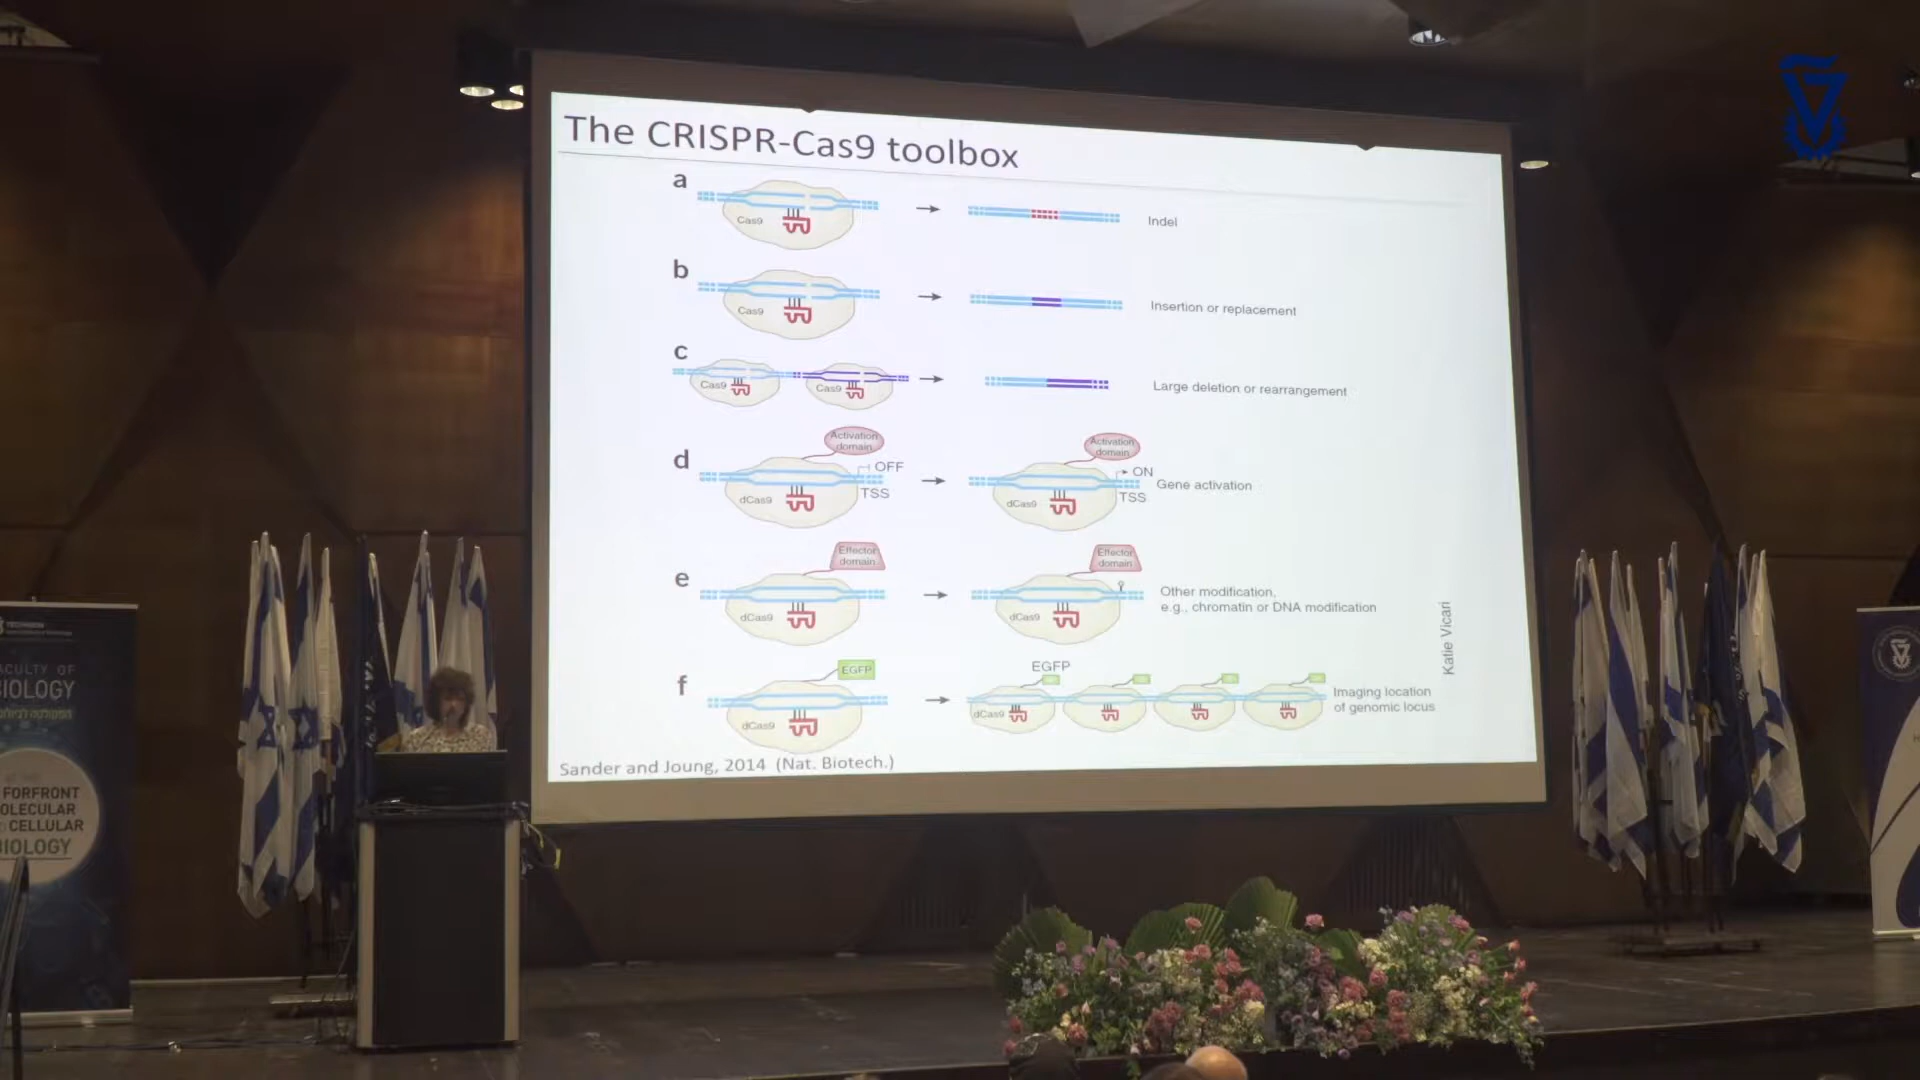 The CRISPR-Cas9 toolbox
a
Cas9
Indel
b
Cas9
Insertion or replacement
c
Cas9
Cas9
Large deletion or rearrangement
d
Activation
domain
OFF
TSS
dCas9
Activation
domain
ON
TSS
dCas9
Gene activation
e
Effector
domain
dCas9
Effector
domain
dCas9
Other modification,
e.g., chromatin or DNA modification
f
EGFP
dCas9
EGFP
dCas9
Imaging location
of genomic locus
Katie Vicari
Sander and Joung, 2014 (Nat. Biotech.)
TECHNION
ACULTY OF
BIOLOGY
FORFRONT
OLECULAR
CELLULAR
BIOLOGY